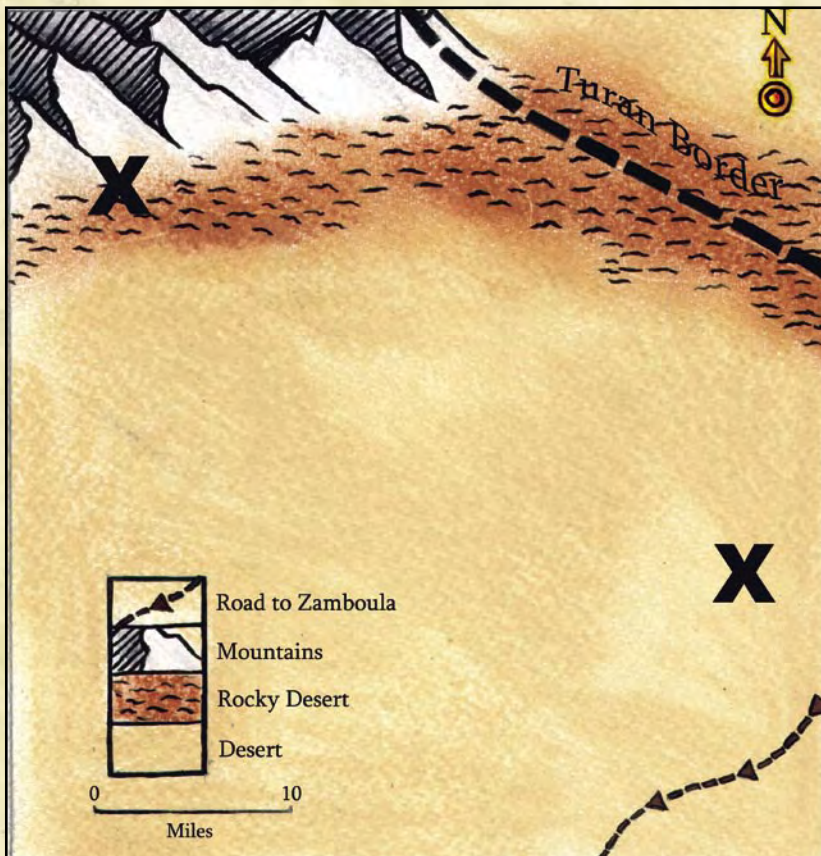 N
Turan Border
X
X
Road to Zamboula
Mountains
Rocky Desert
Desert
0 10
Miles